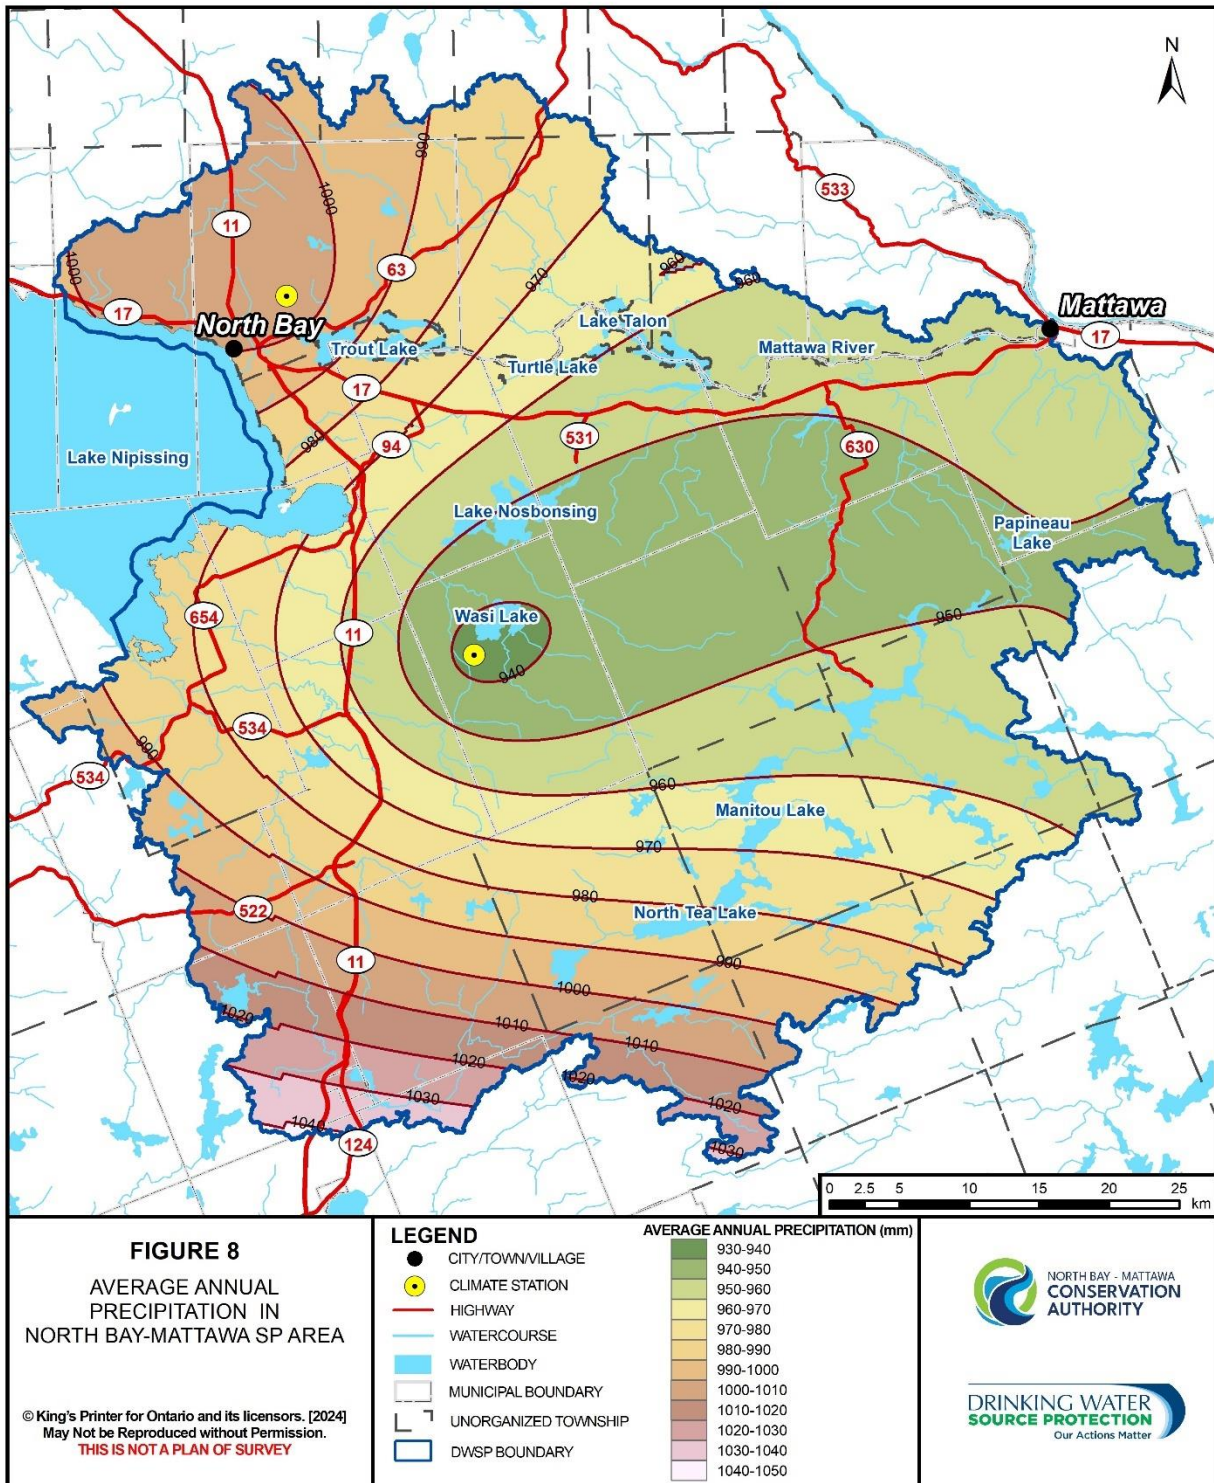 N
533
1000
990
11
63
1000
970
960
960
17
North Bay
Mattawa
17
Lake Talon
Trout Lake
Mattawa River
Turtle Lake
17
980
94
531
630
Lake Nipissing
Lake Nosbonsing
Papineau
Lake
654
11
Wasi Lake
950
940
534
990
534
960
Manitou Lake
970
980
522
North Tea Lake
11
990
1000
1020
1010
1010
1020
1020
1030
1020
1040
124
1030
0 2.5 5 10 15 20 25
km
FIGURE 8
AVERAGE ANNUAL
PRECIPITATION IN
NORTH BAY-MATTAWA SP AREA
© King's Printer for Ontario and its licensors. [2024]
May Not be Reproduced without Permission.
THIS IS NOT A PLAN OF SURVEY
LEGEND
CITY/TOWN/VILLAGE
CLIMATE STATION
HIGHWAY
WATERCOURSE
WATERBODY
MUNICIPAL BOUNDARY
UNORGANIZED TOWNSHIP
DWSP BOUNDARY
AVERAGE ANNUAL PRECIPITATION (mm)
930-940
940-950
950-960
960-970
970-980
980-990
990-1000
1000-1010
1010-1020
1020-1030
1030-1040
1040-1050
NORTH BAY - MATTAWA
CONSERVATION
AUTHORITY
DRINKING WATER
SOURCE PROTECTION
Our Actions Matter